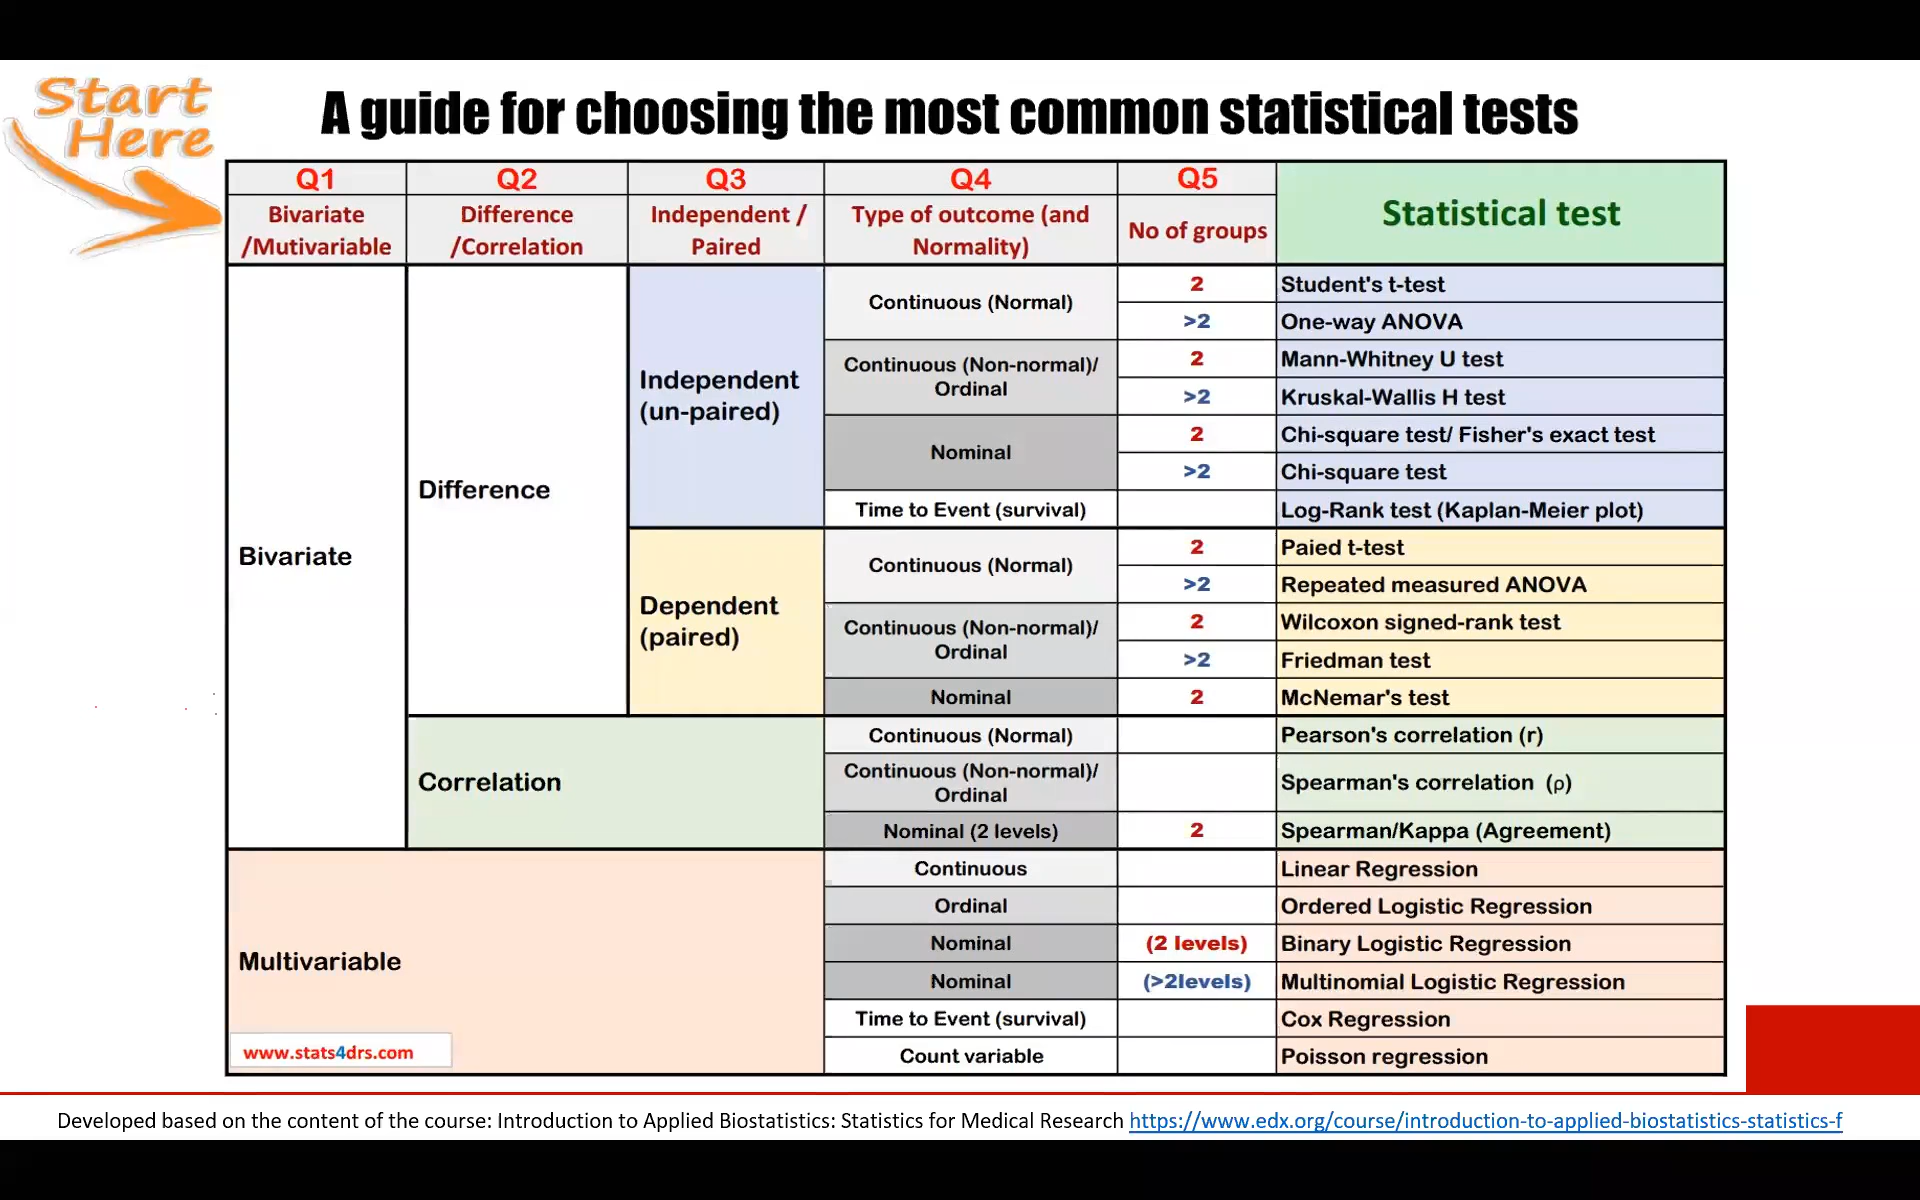 Start
Here
A guide for choosing the most common statistical tests
Q1
Q2
Q3
Q4
Q5
Statistical test
Bivariate
/Mutivariable
Difference
/Correlation
Independent /
Paired
Type of outcome (and
Normality)
No of groups
Bivariate
Difference
Independent
(un-paired)
Continuous (Normal)
2
Student's t-test
>2
One-way ANOVA
Continuous (Non-normal)/
Ordinal
2
Mann-Whitney U test
>2
Kruskal-Wallis H test
Nominal
2
Chi-square test/ Fisher's exact test
>2
Chi-square test
Time to Event (survival)
Log-Rank test (Kaplan-Meier plot)
Dependent
(paired)
Continuous (Normal)
2
Paied t-test
>2
Repeated measured ANOVA
Continuous (Non-normal)/
Ordinal
2
Wilcoxon signed-rank test
>2
Friedman test
Nominal
2
McNemar's test
Correlation
Continuous (Normal)
Pearson's correlation (r)
Continuous (Non-normal)/
Ordinal
Spearman's correlation (ρ)
Nominal (2 levels)
2
Spearman/Kappa (Agreement)
Multivariable
Continuous
Linear Regression
Ordinal
Ordered Logistic Regression
Nominal
(2 levels)
Binary Logistic Regression
Nominal
(>2levels)
Multinomial Logistic Regression
Time to Event (survival)
Cox Regression
Count variable
Poisson regression
www.stats4drs.com
Developed based on the content of the course: Introduction to Applied Biostatistics: Statistics for Medical Research https://www.edx.org/course/introduction-to-applied-biostatistics-statistics-f